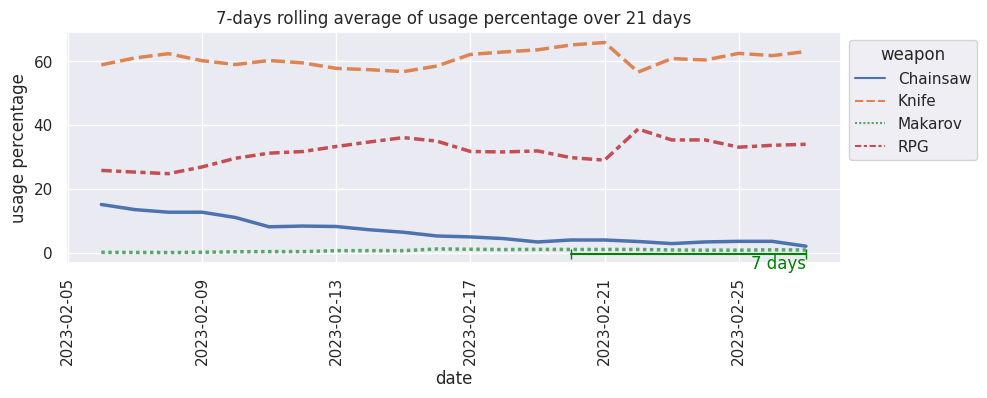 7-days rolling average of usage percentage over 21 days
usage percentage
60
40
20
0
2023-02-05
2023-02-09
2023-02-13
2023-02-17
2023-02-21
2023-02-25
date
7 days
weapon
Chainsaw
Knife
Makarov
RPG